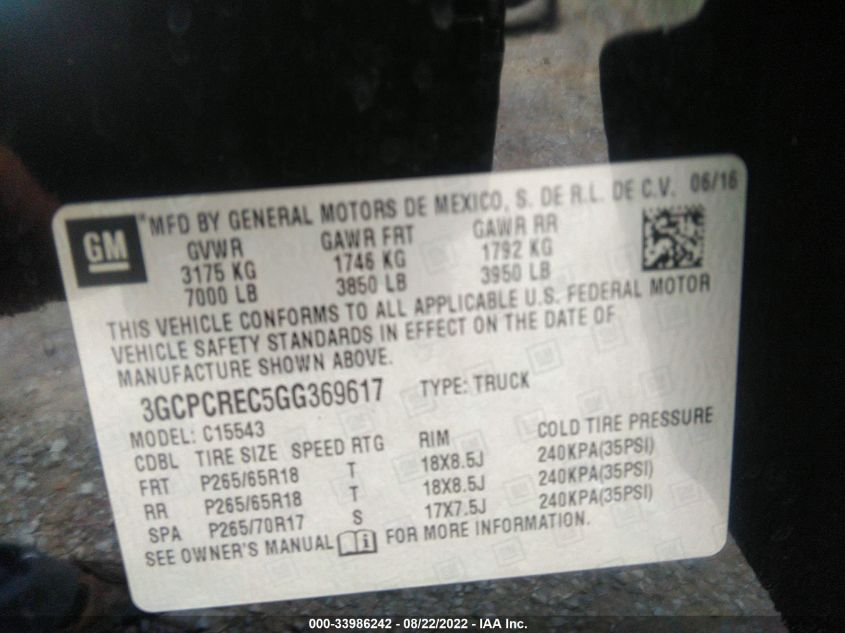 GM
*MFD BY GENERAL MOTORS DE MEXICO, S. DE R.L. DE C.V. 06/16
GVWR GAWR FRT GAWR RR
3175 KG 1746 KG 1792 KG
7000 LB 3850 LB 3950 LB
THIS VEHICLE CONFORMS TO ALL APPLICABLE U.S. FEDERAL MOTOR
VEHICLE SAFETY STANDARDS IN EFFECT ON THE DATE OF
MANUFACTURE SHOWN ABOVE.
3GCPCREC5GG369617 TYPE: TRUCK
MODEL: C15543
CDBL TIRE SIZE SPEED RTG RIM COLD TIRE PRESSURE
FRT P265/65R18 T 18X8.5J 240KPA(35PSI)
RR P265/65R18 T 18X8.5J 240KPA(35PSI)
SPA P265/70R17 S 17X7.5J 240KPA(35PSI)
SEE OWNER'S MANUAL FOR MORE INFORMATION.
000-33986242 - 08/22/2022 - IAA Inc.